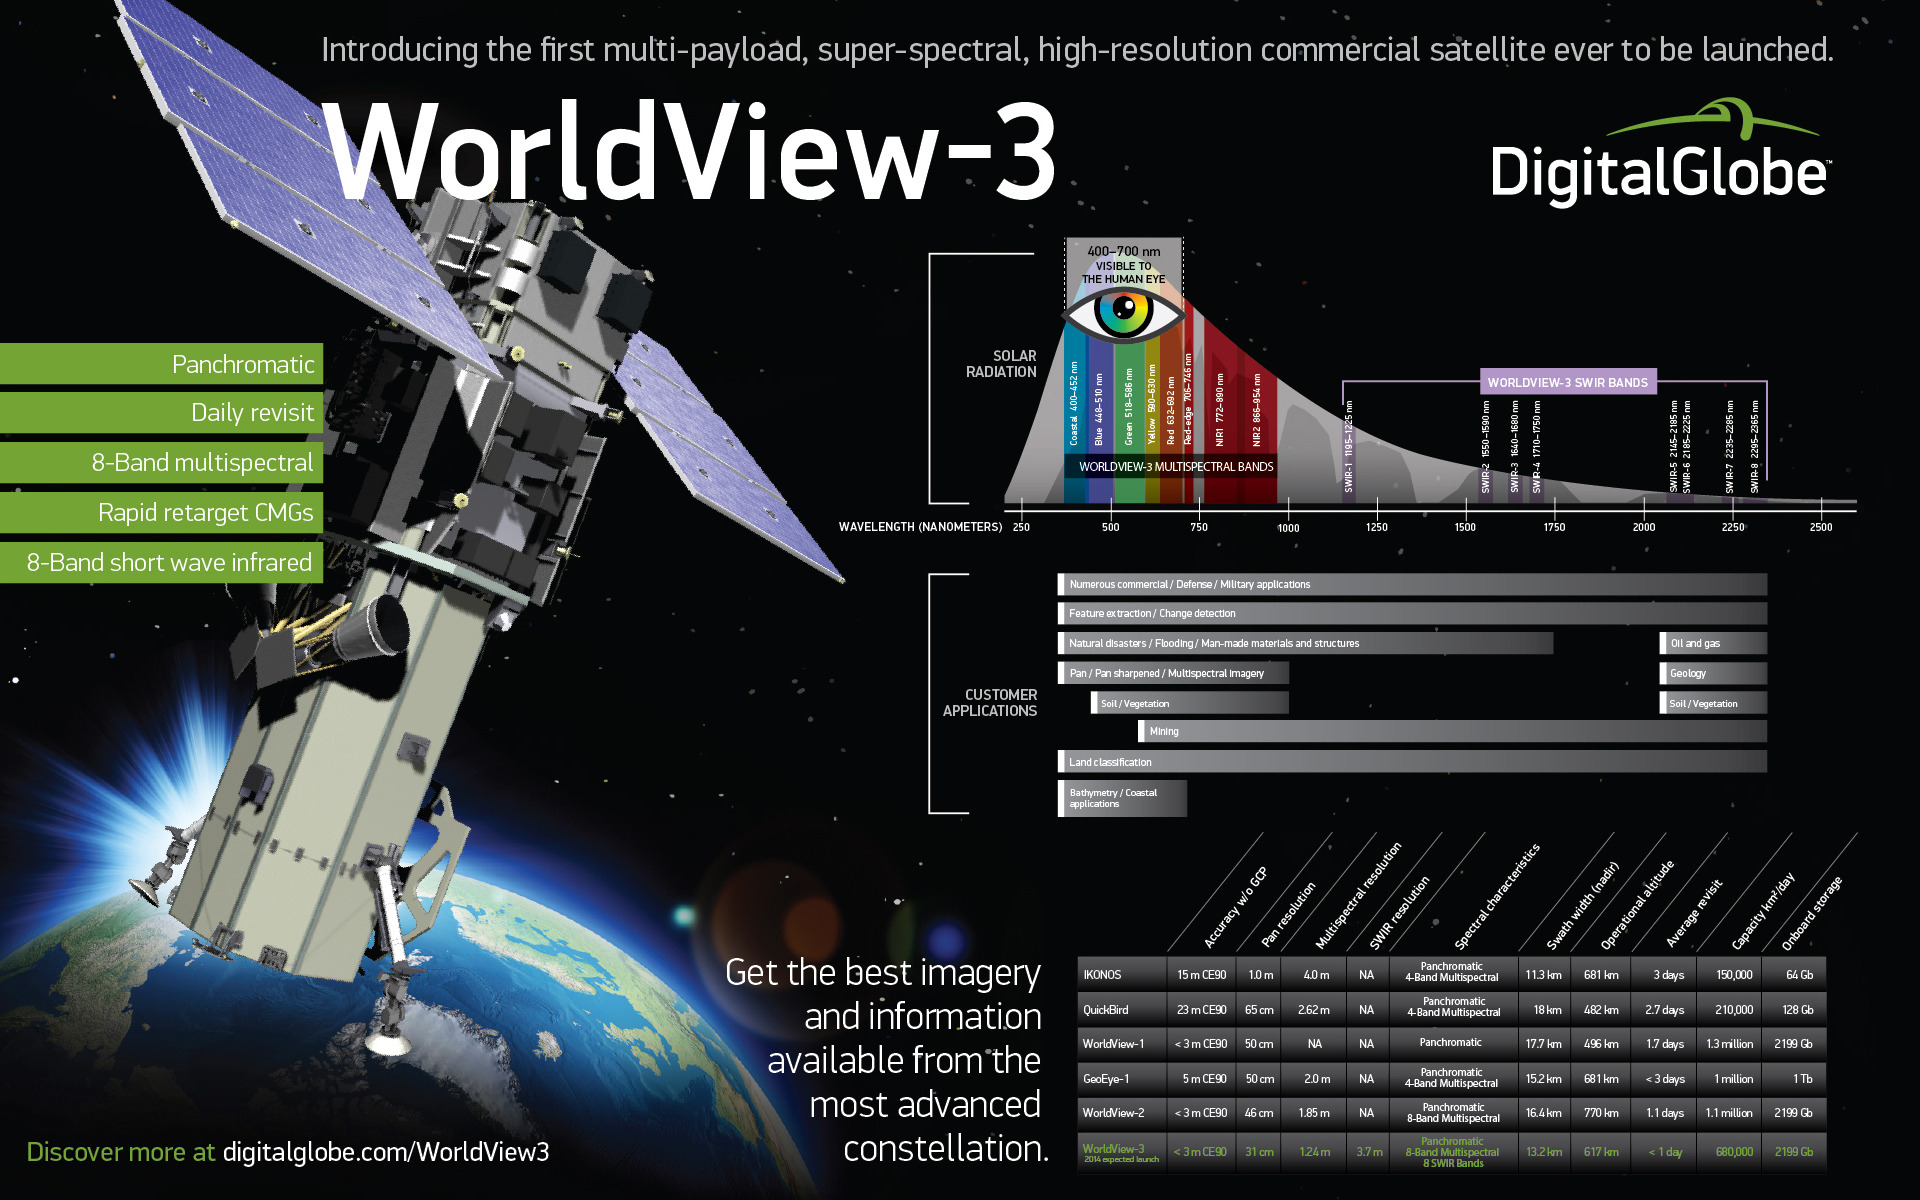 Introducing the first multi-payload, super-spectral, high-resolution commercial satellite ever to be launched.
WorldView-3
DigitalGlobe™
Panchromatic
Daily revisit
8-Band multispectral
Rapid retarget CMGs
8-Band short wave infrared
400–700 nm
VISIBLE TO
THE HUMAN EYE
SOLAR
RADIATION
Coastal 400–452 nm
Blue 448–510 nm
Green 518–586 nm
Yellow 590–630 nm
Red 632–692 nm
Red-edge 706–746 nm
NIR1 772–890 nm
NIR2 866–954 nm
WORLDVIEW-3 MULTISPECTRAL BANDS
WORLDVIEW-3 SWIR BANDS
SWIR-1 1195–1225 nm
SWIR-2 1550–1590 nm
SWIR-3 1640–1680 nm
SWIR-4 1710–1750 nm
SWIR-5 2145–2185 nm
SWIR-6 2185–2225 nm
SWIR-7 2235–2285 nm
SWIR-8 2295–2365 nm
WAVELENGTH (NANOMETERS) 250 500 750 1000 1250 1500 1750 2000 2250 2500
CUSTOMER
APPLICATIONS
Numerous commercial / Defense / Military applications
Feature extraction / Change detection
Natural disasters / Flooding / Man-made materials and structures Oil and gas
Pan / Pan sharpened / Multispectral imagery Geology
Soil / Vegetation Soil / Vegetation
Mining
Land classification
Bathymetry / Coastal
applications
Accuracy w/o GCP
Pan resolution
Multispectral resolution
SWIR resolution
Spectral characteristics
Swath width (nadir)
Operational altitude
Average revisit
Capacity km²/day
Onboard storage
IKONOS 15 m CE90 1.0 m 4.0 m NA Panchromatic 4-Band Multispectral 11.3 km 681 km 3 days 150,000 64 Gb
QuickBird 23 m CE90 65 cm 2.62 m NA Panchromatic 4-Band Multispectral 18 km 482 km 2.7 days 210,000 128 Gb
WorldView-1 < 3 m CE90 50 cm NA NA Panchromatic 17.7 km 496 km 1.7 days 1.3 million 2199 Gb
GeoEye-1 5 m CE90 50 cm 2.0 m NA Panchromatic 4-Band Multispectral 15.2 km 681 km < 3 days 1 million 1 Tb
WorldView-2 < 3 m CE90 46 cm 1.85 m NA Panchromatic 8-Band Multispectral 16.4 km 770 km 1.1 days 1.1 million 2199 Gb
WorldView-3 2014 expected launch < 3 m CE90 31 cm 1.24 m 3.7 m Panchromatic 8-Band Multispectral 8 SWIR Bands 13.2 km 617 km < 1 day 680,000 2199 Gb
Get the best imagery
and information
available from the
most advanced
constellation.
Discover more at digitalglobe.com/WorldView3